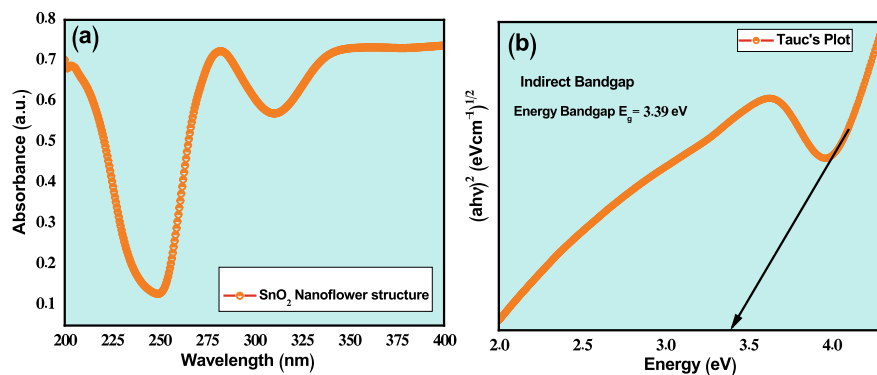 (a)
0.8
0.7
0.6
0.5
0.4
0.3
0.2
0.1
Absorbance (a.u.)
SnO₂ Nanoflower structure
200 225 250 275 300 325 350 375 400
Wavelength (nm)
(b)
Tauc's Plot
Indirect Bandgap
Energy Bandgap E_g = 3.39 eV
(ahν)² (eVcm⁻¹)¹/²
2.0 2.5 3.0 3.5 4.0
Energy (eV)